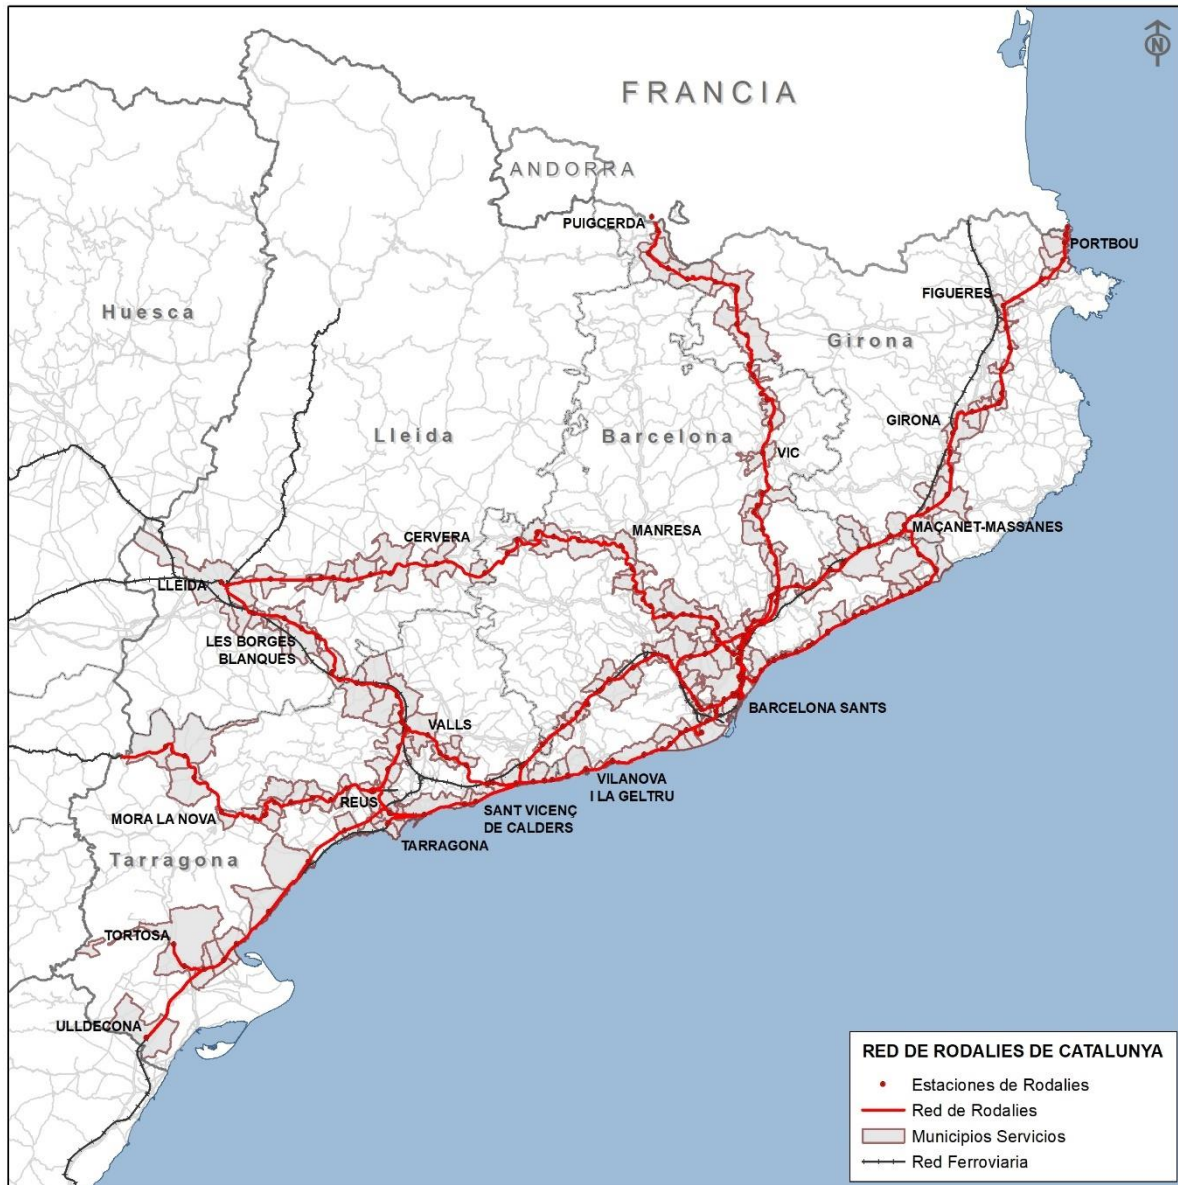 N
FRANCIA
ANDORRA
PUIGCERDA
PORTBOU
FIGUERES
Huesca
Girona
Lleida
Barcelona
GIRONA
VIC
MAÇANET-MASSANES
CERVERA
MANRESA
LLEIDA
LES BORGES
BLANQUES
BARCELONA SANTS
VALLS
VILANOVA
I LA GELTRU
REUS
SANT VICENÇ
DE CALDERS
MORA LA NOVA
TARRAGONA
Tarragona
TORTOSA
ULLDECONA
RED DE RODALIES DE CATALUNYA
Estaciones de Rodalies
Red de Rodalies
Municipios Servicios
Red Ferroviaria